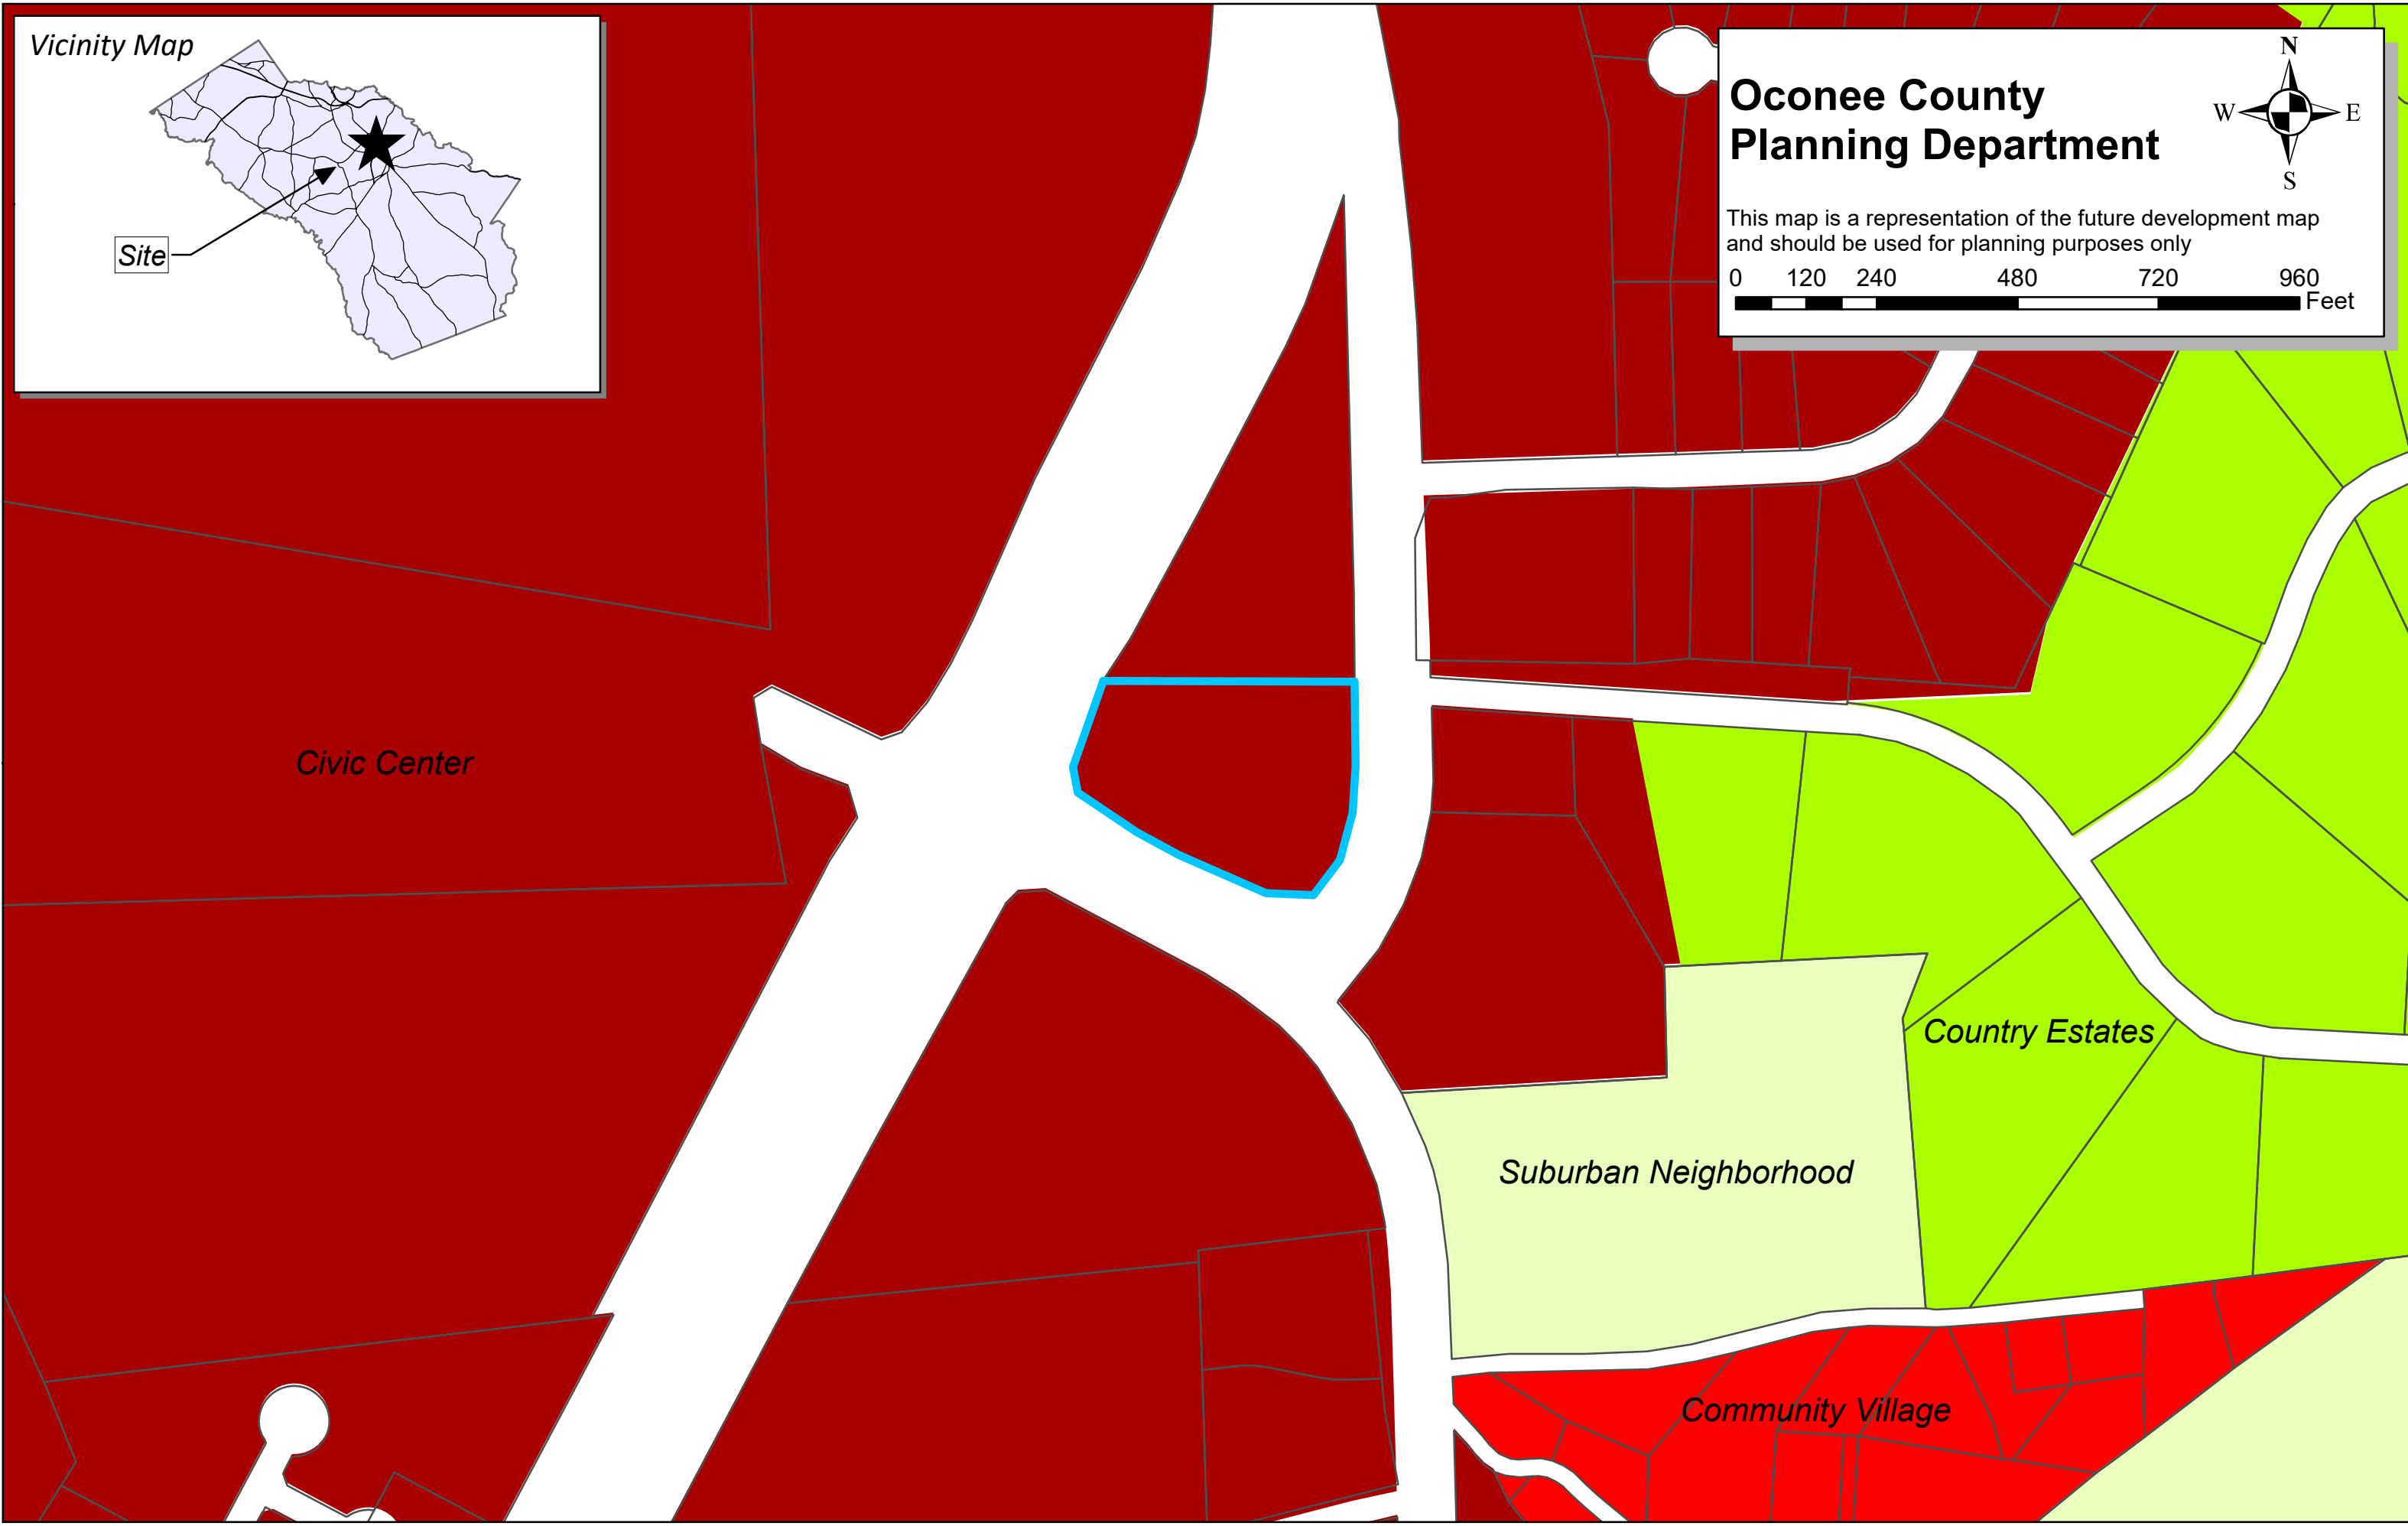 Vicinity Map
Site
Oconee County
Planning Department
N
W
E
S
This map is a representation of the future development map
and should be used for planning purposes only
0 120 240 480 720 960
Feet
Civic Center
Country Estates
Suburban Neighborhood
Community Village